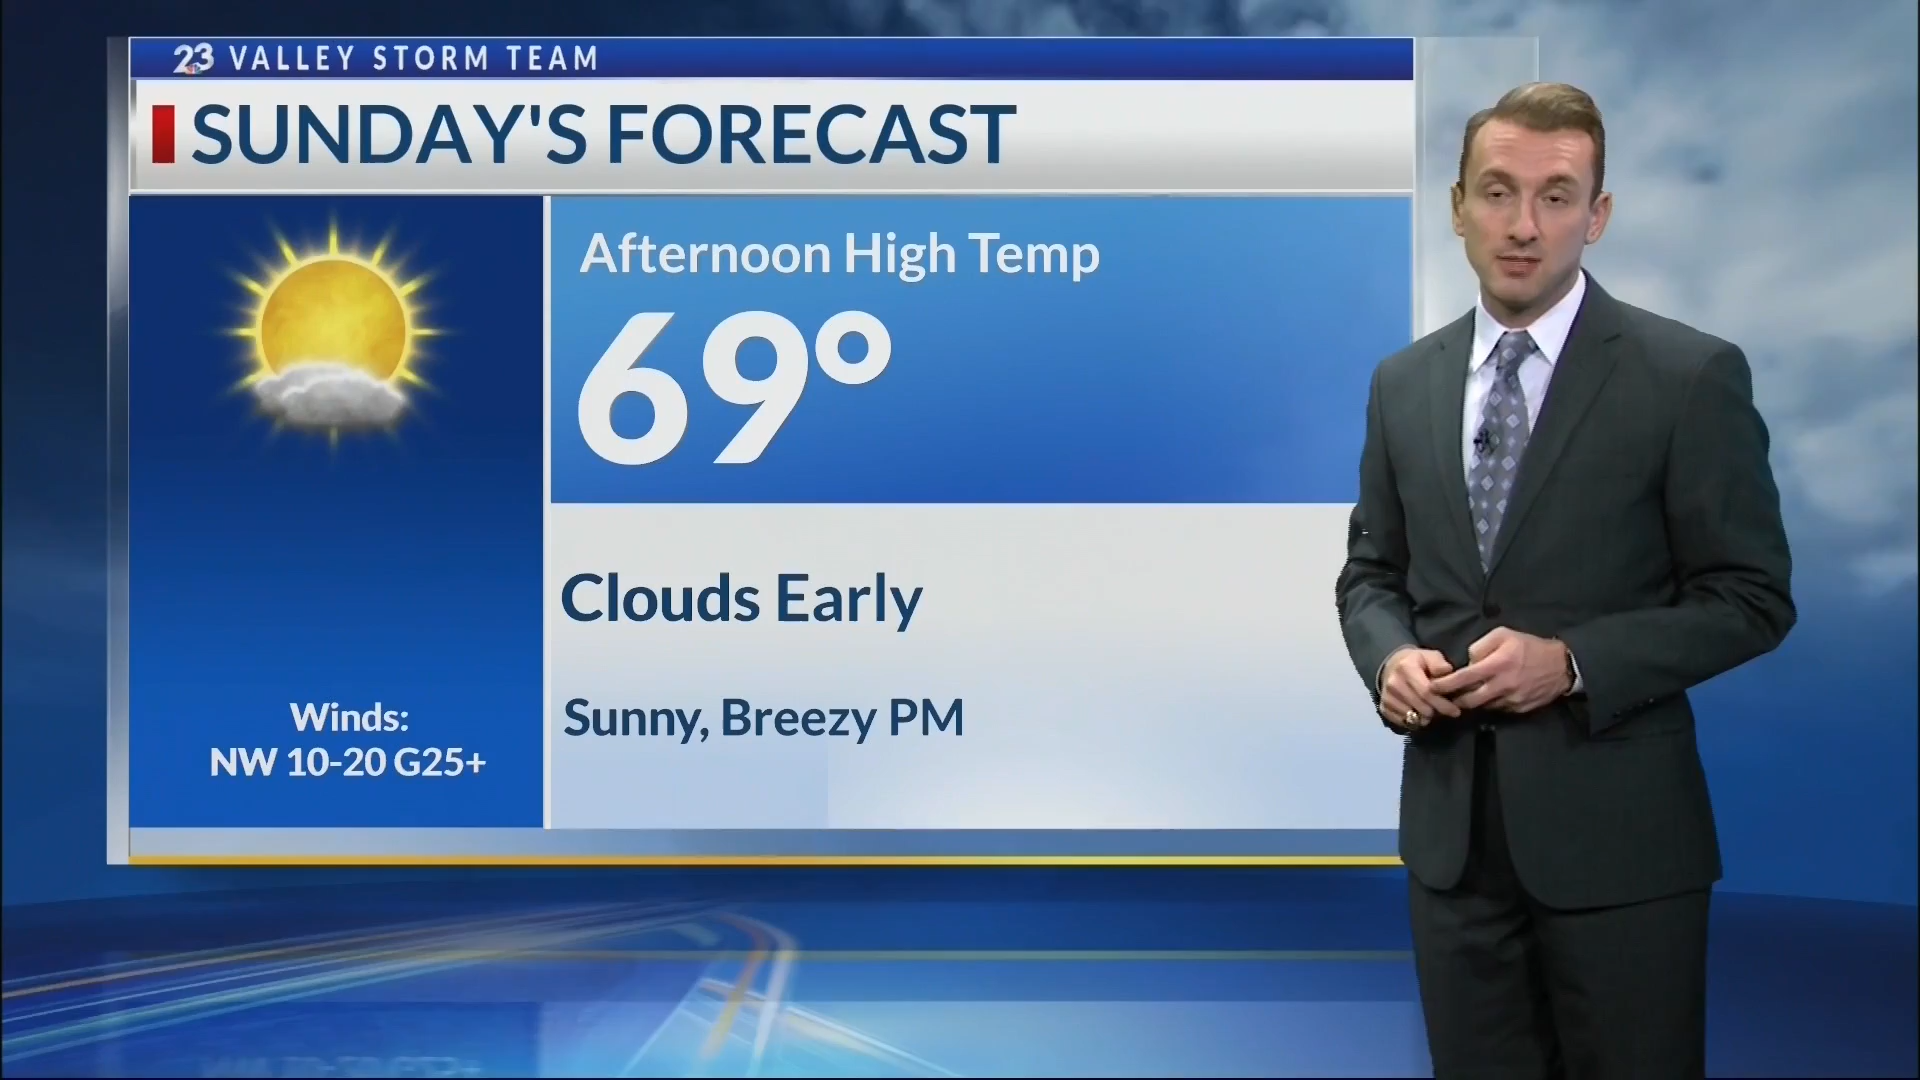 23 VALLEY STORM TEAM
SUNDAY'S FORECAST
Afternoon High Temp
69°
Clouds Early
Sunny, Breezy PM
Winds:
NW 10-20 G25+